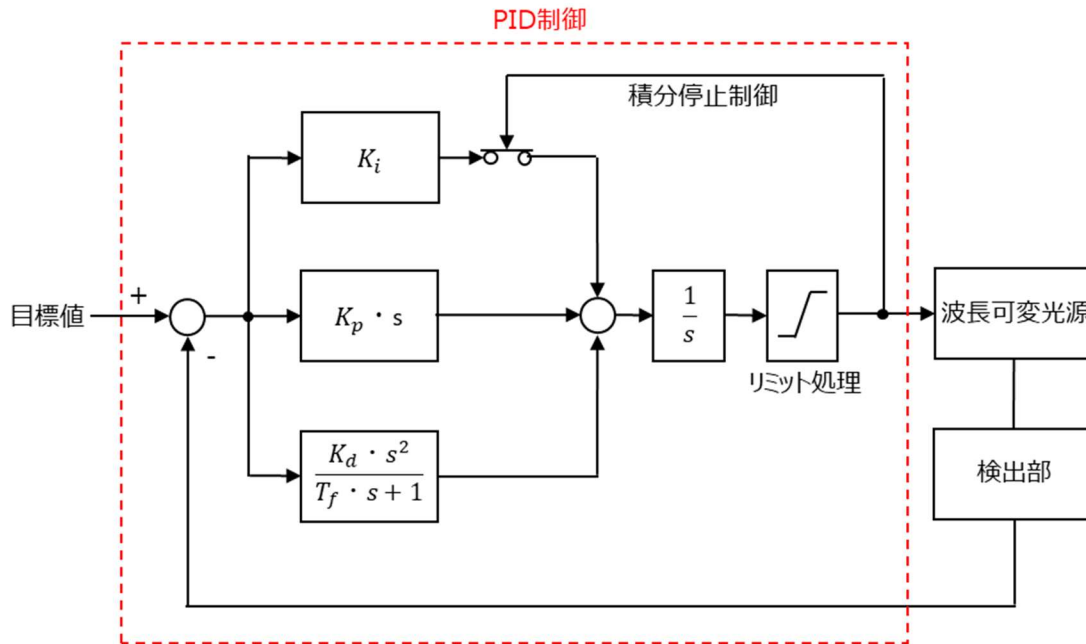 PID制御
積分停止制御
K_i
目標値
+
-
K_p・s
1
s
リミット処理
波長可変光源
K_d・s²
T_f・s+1
検出部